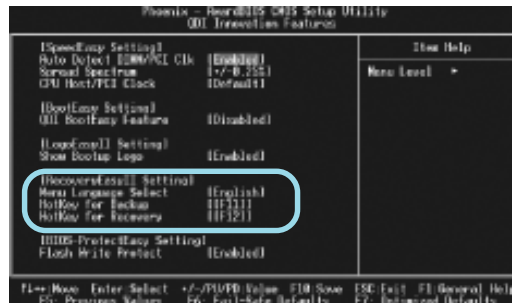 Phoenix - AwardBIOS CMOS Setup Utility
QDI Innovation Features
[SpeedEasy Setting]
Auto Detect DIMM/PCI Clk [Enabled]
Spread Spectrum [+/-0.25%]
CPU Host/PCI Clock [Default]
[BootEasy Setting]
QDI BootEasy Feature [Disabled]
[LogoEasyII Setting]
Show Bootup Logo [Enabled]
[RecoveryEasyII Setting]
Menu Language Select [English]
HotKey for Backup [[F11]]
HotKey for Recovery [[F12]]
[BIOS-ProtectEasy Setting]
Flash Write Protect [Enabled]
Item Help
Menu Level ►
↑↓←→:Move Enter:Select +/-/PU/PD:Value F10:Save ESC:Exit F1:General Help
F5: Previous Values F6: Fail-Safe Defaults F7: Optimized Defaults